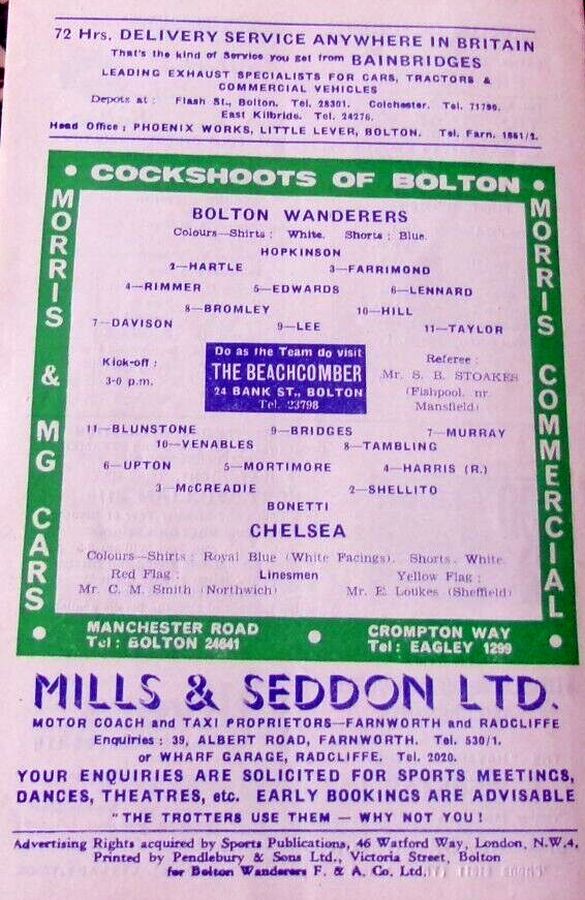 72 Hrs. DELIVERY SERVICE ANYWHERE IN BRITAIN
That's the kind of Service you get from BAINBRIDGES
LEADING EXHAUST SPECIALISTS FOR CARS, TRACTORS &
COMMERCIAL VEHICLES
Depots at : Flash St., Bolton. Tel. 28301. Colchester. Tel. 71796.
East Kilbride. Tel. 24276.
Head Office : PHOENIX WORKS, LITTLE LEVER, BOLTON. Tel. Farn. 1661/2.
• COCKSHOOTS OF BOLTON •
MORRIS & MG CARS
MORRIS COMMERCIAL
BOLTON WANDERERS
Colours—Shirts : White. Shorts : Blue.
HOPKINSON
2—HARTLE 3—FARRIMOND
4—RIMMER 5—EDWARDS 6—LENNARD
8—BROMLEY 10—HILL
7—DAVISON 9—LEE 11—TAYLOR
Kick-off :
3-0 p.m.
Do as the Team do visit
THE BEACHCOMBER
24 BANK ST., BOLTON
Tel. 23798
Referee :
Mr. S. B. STOAKES
(Fishpool, nr.
Mansfield)
11—BLUNSTONE 9—BRIDGES 7—MURRAY
10—VENABLES 8—TAMBLING
6—UPTON 5—MORTIMORE 4—HARRIS (R.)
3—McCREADIE 2—SHELLITO
BONETTI
CHELSEA
Colours—Shirts : Royal Blue (White Facings). Shorts : White.
Red Flag : Linesmen Yellow Flag :
Mr. C. M. Smith (Northwich) Mr. E. Loukes (Sheffield)
• MANCHESTER ROAD • CROMPTON WAY •
Tel : BOLTON 24641 Tel : EAGLEY 1299
MILLS & SEDDON LTD.
MOTOR COACH and TAXI PROPRIETORS—FARNWORTH and RADCLIFFE
Enquiries : 39, ALBERT ROAD, FARNWORTH. Tel. 530/1.
or WHARF GARAGE, RADCLIFFE. Tel. 2020.
YOUR ENQUIRIES ARE SOLICITED FOR SPORTS MEETINGS,
DANCES, THEATRES, etc. EARLY BOOKINGS ARE ADVISABLE
"THE TROTTERS USE THEM — WHY NOT YOU !
Advertising Rights acquired by Sports Publications, 46 Watford Way, London, N.W.4.
Printed by Pendlebury & Sons Ltd., Victoria Street, Bolton
for Bolton Wanderers F. & A. Co. Ltd.